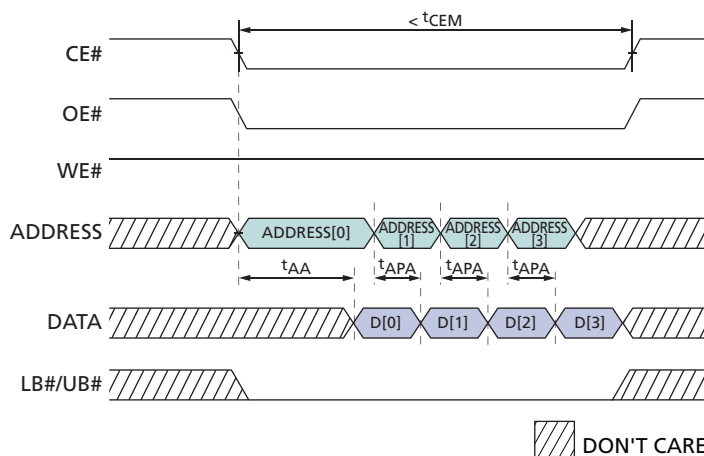 < tCEM
CE#
OE#
WE#
ADDRESS
ADDRESS[0]
ADDRESS
[1]
ADDRESS
[2]
ADDRESS
[3]
tAA
tAPA
tAPA
tAPA
DATA
D[0]
D[1]
D[2]
D[3]
LB#/UB#
DON'T CARE